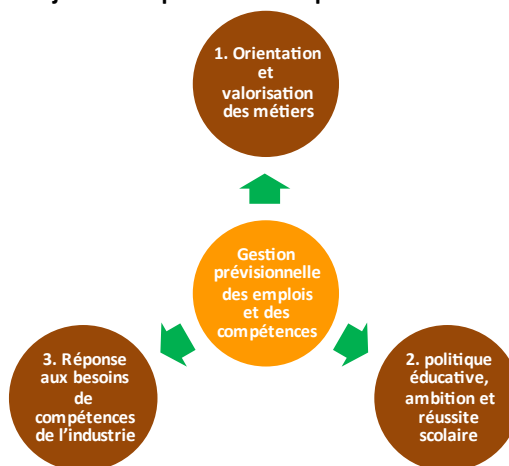 1. Orientation
et
valorisation
des métiers
Gestion
prévisionnelle
des emplois
et des
compétences
3. Réponse
aux besoins
de
compétences
de l'industrie
2. politique
éducative,
ambition et
réussite
scolaire